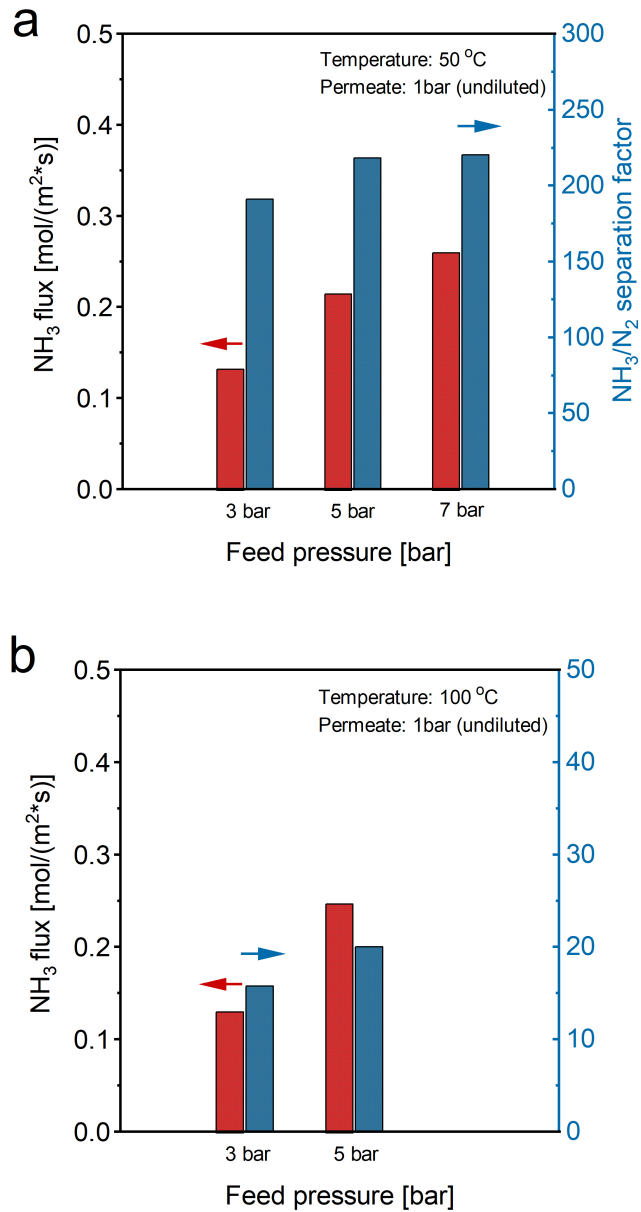 a
0.5
0.4
0.3
0.2
0.1
0.0
NH₃ flux [mol/(m²*s)]
Temperature: 50 °C
Permeate: 1bar (undiluted)
300
250
200
150
100
50
0
NH₃/N₂ separation factor
3 bar
5 bar
7 bar
Feed pressure [bar]
b
0.5
0.4
0.3
0.2
0.1
0.0
NH₃ flux [mol/(m²*s)]
Temperature: 100 °C
Permeate: 1bar (undiluted)
50
40
30
20
10
0
3 bar
5 bar
Feed pressure [bar]